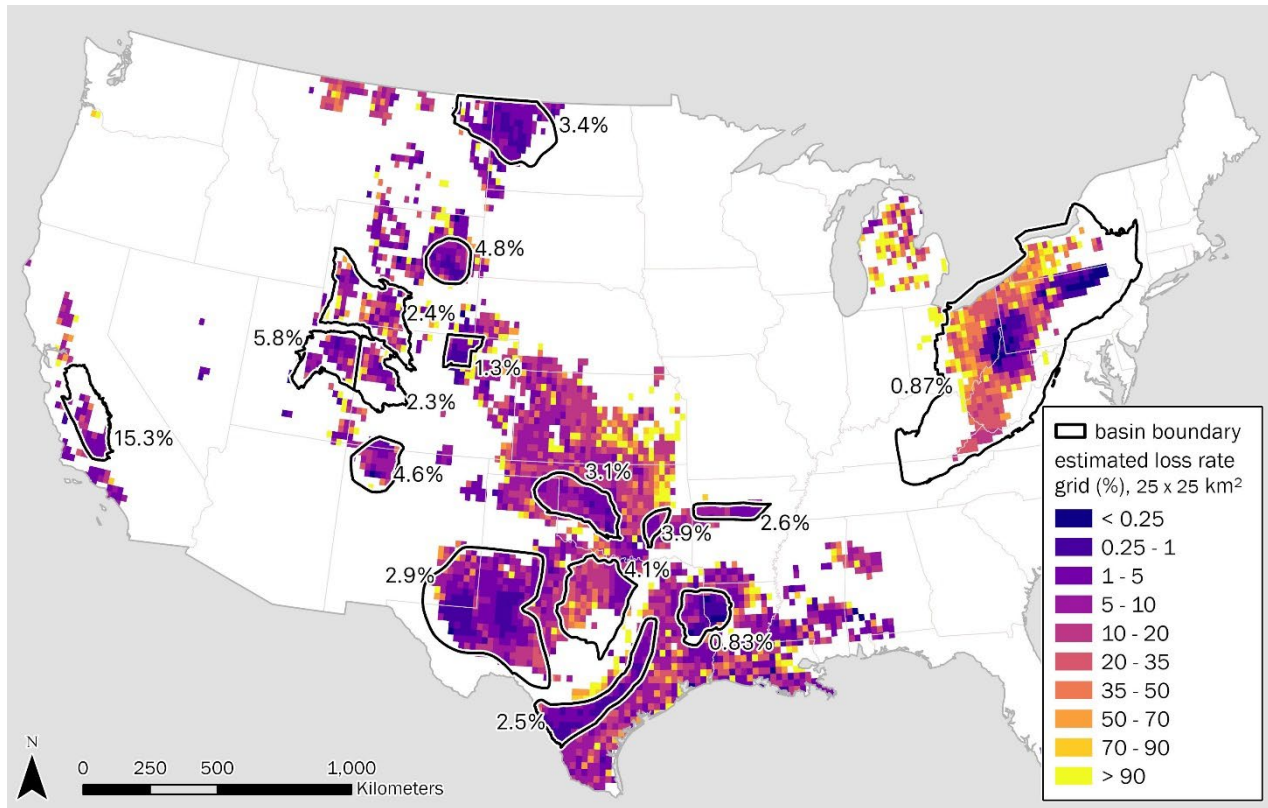 3.4%
4.8%
2.4%
5.8%
1.3%
2.3%
0.87%
15.3%
4.6%
3.1%
3.9%
2.6%
2.9%
4.1%
0.83%
2.5%
basin boundary
estimated loss rate
grid (%), 25 x 25 km²
< 0.25
0.25 - 1
1 - 5
5 - 10
10 - 20
20 - 35
35 - 50
50 - 70
70 - 90
> 90
N
0 250 500 1,000
Kilometers